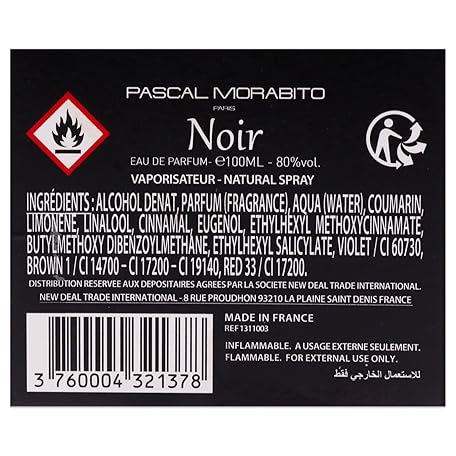 PASCAL MORABITO
PARIS
Noir
EAU DE PARFUM - ℮100ML - 80%vol.
VAPORISATEUR - NATURAL SPRAY
INGRÉDIENTS : ALCOHOL DENAT, PARFUM (FRAGRANCE), AQUA (WATER), COUMARIN,
LIMONENE, LINALOOL, CINNAMAL, EUGENOL, ETHYLHEXYL METHOXYCINNAMATE,
BUTYLMETHOXY DIBENZOYLMETHANE, ETHYLHEXYL SALICYLATE, VIOLET / CI 60730,
BROWN 1 / CI 14700 – CI 17200 – CI 19140, RED 33 / CI 17200.
DISTRIBUTION RESERVEE AUX DEPOSITAIRES AGREES PAR LA SOCIETE NEW DEAL TRADE INTERNATIONAL.
NEW DEAL TRADE INTERNATIONAL - 8 RUE PROUDHON 93210 LA PLAINE SAINT DENIS FRANCE
MADE IN FRANCE
REF 1311003
INFLAMMABLE. A USAGE EXTERNE SEULEMENT.
FLAMMABLE. FOR EXTERNAL USE ONLY.
للاستعمال الخارجي فقط
3 760004 321378